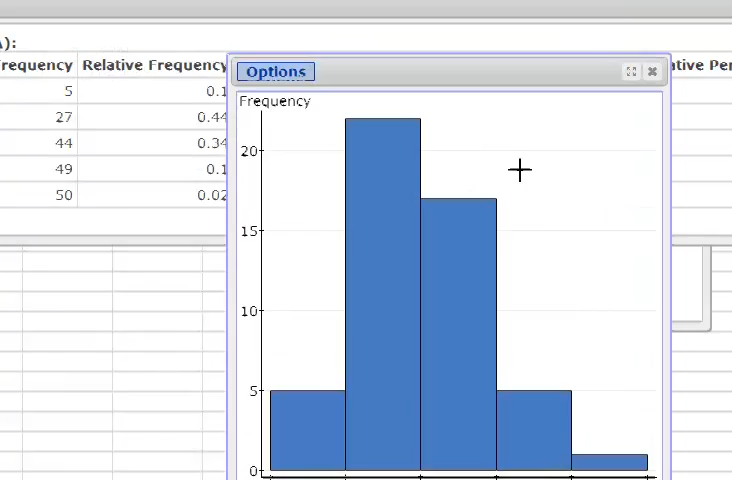 A):
Frequency Relative Frequency ative Per
5 0.1
27 0.44
44 0.34
49 0.1
50 0.02
Options
Frequency
20
15
10
5
0